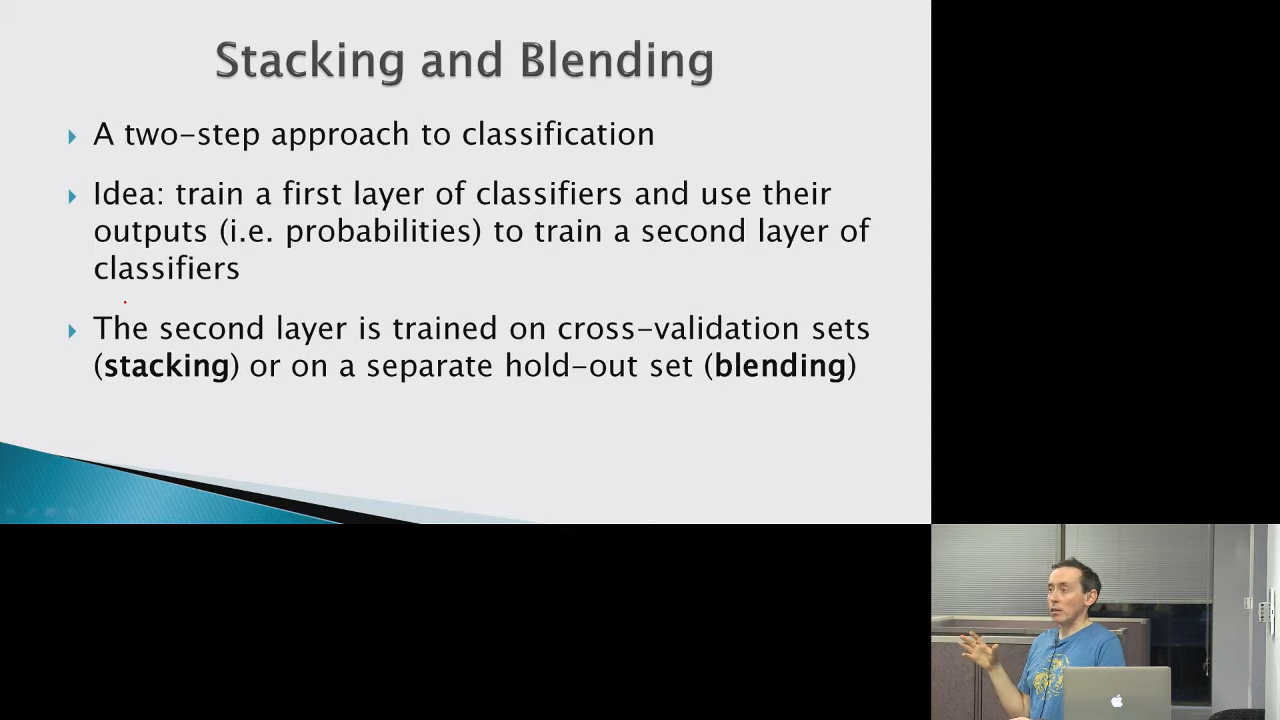 Stacking and Blending
A two-step approach to classification
Idea: train a first layer of classifiers and use their
outputs (i.e. probabilities) to train a second layer of
classifiers
The second layer is trained on cross-validation sets
(stacking) or on a separate hold-out set (blending)